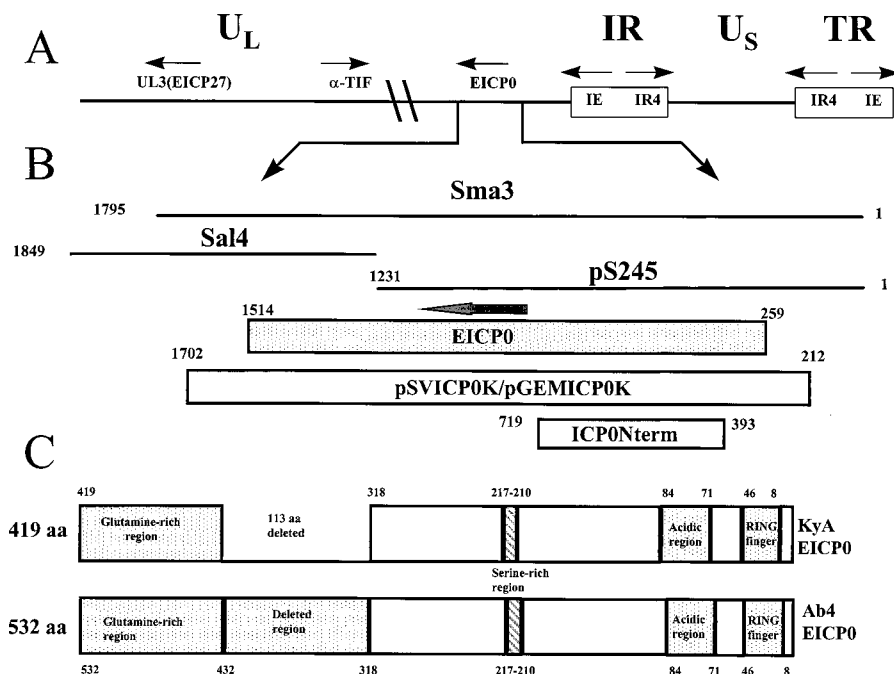 A
U_L
IR
U_S
TR
UL3(EICP27)
α-TIF
EICP0
IE
IR4
IR4
IE
B
1795
Sma3
1
1849
Sal4
1231
pS245
1
1514
EICP0
259
1702
pSVICP0K/pGEMICP0K
212
719
ICP0Nterm
393
C
419
318
217-210
84
71
46
8
419 aa
Glutamine-rich
region
113 aa
deleted
Acidic
region
RING
finger
KyA
EICP0
Serine-rich
region
532 aa
Glutamine-rich
region
Deleted
region
Acidic
region
RING
finger
Ab4
EICP0
532
432
318
217-210
84
71
46
8